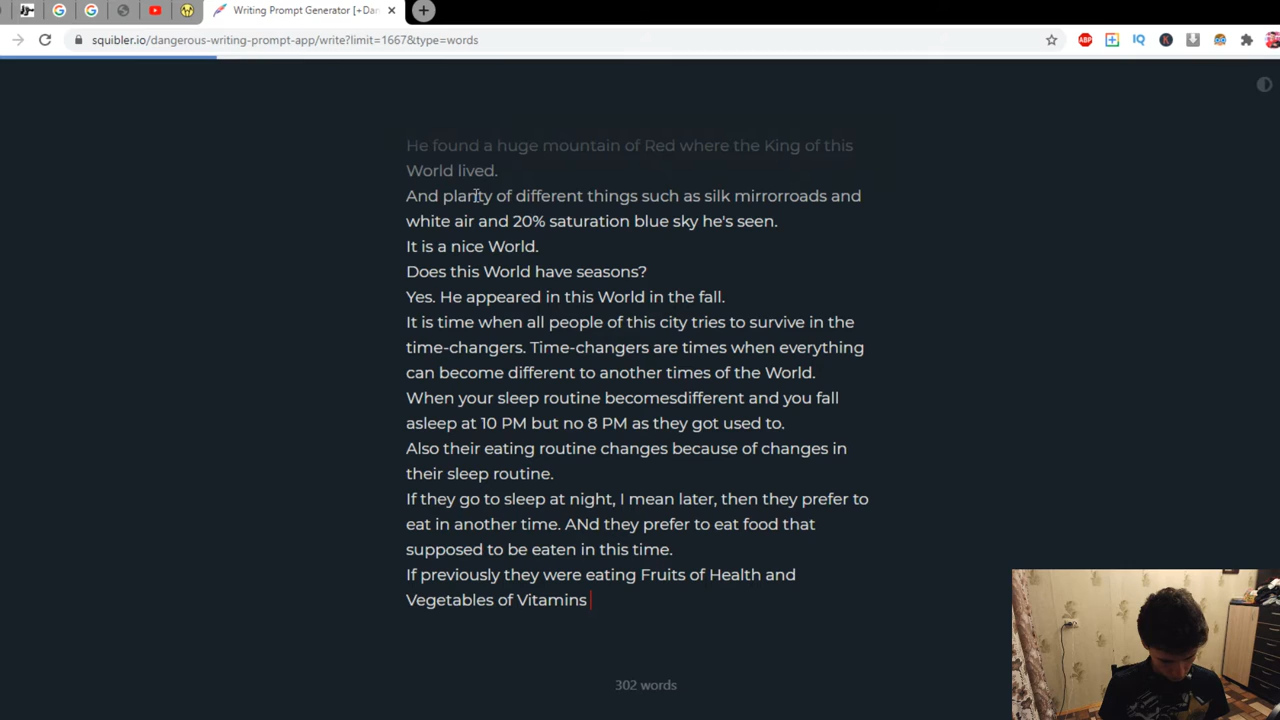 Writing Prompt Generator [+Dan
squibler.io/dangerous-writing-prompt-app/write?limit=1667&type=words
He found a huge mountain of Red where the King of this
World lived.
And planty of different things such as silk mirrorroads and
white air and 20% saturation blue sky he's seen.
It is a nice World.
Does this World have seasons?
Yes. He appeared in this World in the fall.
It is time when all people of this city tries to survive in the
time-changers. Time-changers are times when everything
can become different to another times of the World.
When your sleep routine becomesdifferent and you fall
asleep at 10 PM but no 8 PM as they got used to.
Also their eating routine changes because of changes in
their sleep routine.
If they go to sleep at night, I mean later, then they prefer to
eat in another time. ANd they prefer to eat food that
supposed to be eaten in this time.
If previously they were eating Fruits of Health and
Vegetables of Vitamins
302 words